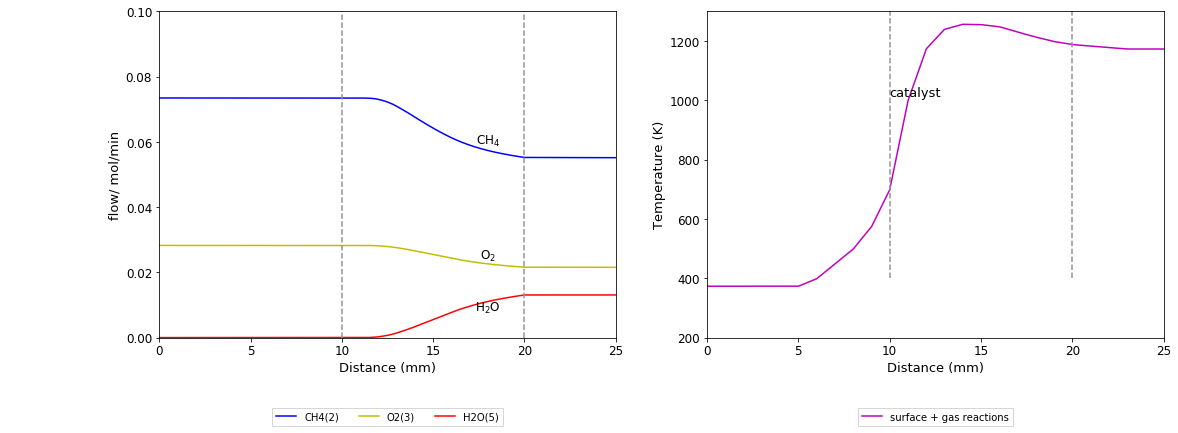 0.10
0.08
0.06
0.04
0.02
0.00
flow/ mol/min
CH₄
O₂
H₂O
0 5 10 15 20 25
Distance (mm)
CH4(2) O2(3) H2O(5)
1200
1000
800
600
400
200
Temperature (K)
catalyst
0 5 10 15 20 25
Distance (mm)
surface + gas reactions